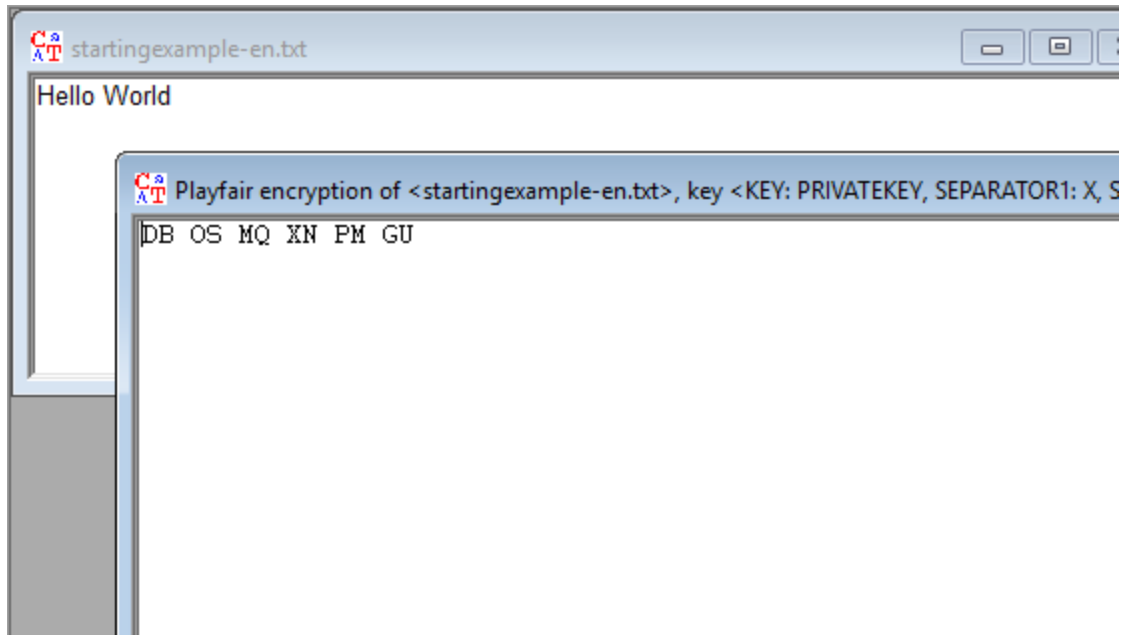 startingexample-en.txt
Hello World
Playfair encryption of <startingexample-en.txt>, key <KEY: PRIVATEKEY, SEPARATOR1: X, S
DB OS MQ XN PM GU